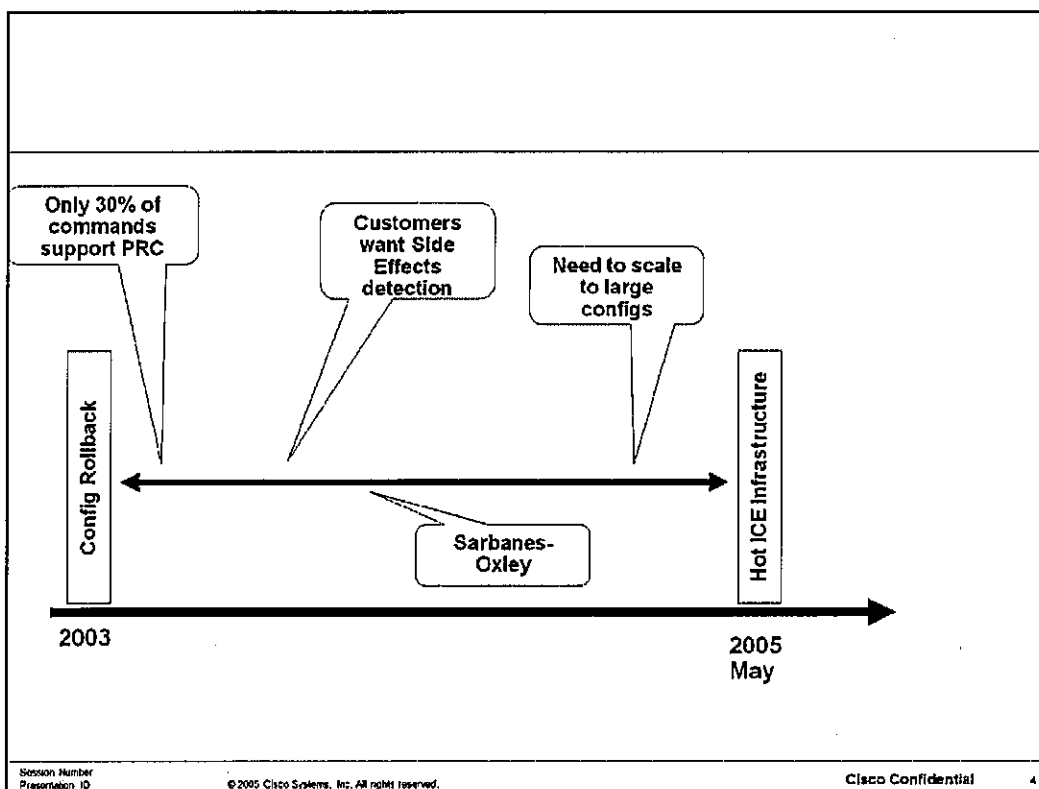 Only 30% of
commands
support PRC
Customers
want Side
Effects
detection
Need to scale
to large
configs
Config Rollback
Hot ICE Infrastructure
Sarbanes-
Oxley
2003
2005
May
Session Number
Presentation_ID
© 2005 Cisco Systems, Inc. All rights reserved.
Cisco Confidential
4